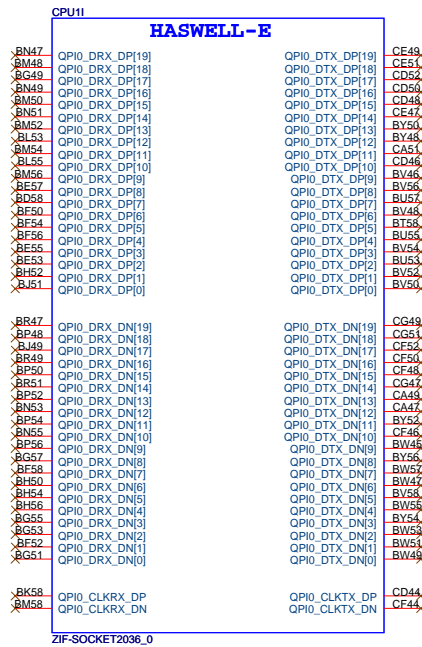 CPU1I
HASWELL-E
BN47 QPI0_DRX_DP[19] QPI0_DTX_DP[19] CE49
BM48 QPI0_DRX_DP[18] QPI0_DTX_DP[18] CE51
BG49 QPI0_DRX_DP[17] QPI0_DTX_DP[17] CD52
BN49 QPI0_DRX_DP[16] QPI0_DTX_DP[16] CD50
BM50 QPI0_DRX_DP[15] QPI0_DTX_DP[15] CD48
BN51 QPI0_DRX_DP[14] QPI0_DTX_DP[14] CE47
BM52 QPI0_DRX_DP[13] QPI0_DTX_DP[13] BY50
BL53 QPI0_DRX_DP[12] QPI0_DTX_DP[12] BY48
BM54 QPI0_DRX_DP[11] QPI0_DTX_DP[11] CA51
BL55 QPI0_DRX_DP[10] QPI0_DTX_DP[10] CD46
BM56 QPI0_DRX_DP[9] QPI0_DTX_DP[9] BV46
BE57 QPI0_DRX_DP[8] QPI0_DTX_DP[8] BV56
BD58 QPI0_DRX_DP[7] QPI0_DTX_DP[7] BU57
BF50 QPI0_DRX_DP[6] QPI0_DTX_DP[6] BV48
BF54 QPI0_DRX_DP[5] QPI0_DTX_DP[5] BT58
BF56 QPI0_DRX_DP[4] QPI0_DTX_DP[4] BU55
BE55 QPI0_DRX_DP[3] QPI0_DTX_DP[3] BV54
BE53 QPI0_DRX_DP[2] QPI0_DTX_DP[2] BU53
BH52 QPI0_DRX_DP[1] QPI0_DTX_DP[1] BV52
BJ51 QPI0_DRX_DP[0] QPI0_DTX_DP[0] BV50
BR47 QPI0_DRX_DN[19] QPI0_DTX_DN[19] CG49
BP48 QPI0_DRX_DN[18] QPI0_DTX_DN[18] CG51
BJ49 QPI0_DRX_DN[17] QPI0_DTX_DN[17] CF52
BR49 QPI0_DRX_DN[16] QPI0_DTX_DN[16] CF50
BP50 QPI0_DRX_DN[15] QPI0_DTX_DN[15] CF48
BR51 QPI0_DRX_DN[14] QPI0_DTX_DN[14] CG47
BP52 QPI0_DRX_DN[13] QPI0_DTX_DN[13] CA49
BN53 QPI0_DRX_DN[12] QPI0_DTX_DN[12] CA47
BP54 QPI0_DRX_DN[11] QPI0_DTX_DN[11] BY52
BN55 QPI0_DRX_DN[10] QPI0_DTX_DN[10] CF46
BP56 QPI0_DRX_DN[9] QPI0_DTX_DN[9] BW45
BG57 QPI0_DRX_DN[8] QPI0_DTX_DN[8] BY56
BF58 QPI0_DRX_DN[7] QPI0_DTX_DN[7] BW57
BH50 QPI0_DRX_DN[6] QPI0_DTX_DN[6] BW47
BH54 QPI0_DRX_DN[5] QPI0_DTX_DN[5] BV58
BH56 QPI0_DRX_DN[4] QPI0_DTX_DN[4] BW55
BG55 QPI0_DRX_DN[3] QPI0_DTX_DN[3] BY54
BG53 QPI0_DRX_DN[2] QPI0_DTX_DN[2] BW53
BF52 QPI0_DRX_DN[1] QPI0_DTX_DN[1] BW51
BG51 QPI0_DRX_DN[0] QPI0_DTX_DN[0] BW49
BK58 QPI0_CLKRX_DP QPI0_CLKTX_DP CD44
BM58 QPI0_CLKRX_DN QPI0_CLKTX_DN CF44
ZIF-SOCKET2036_0